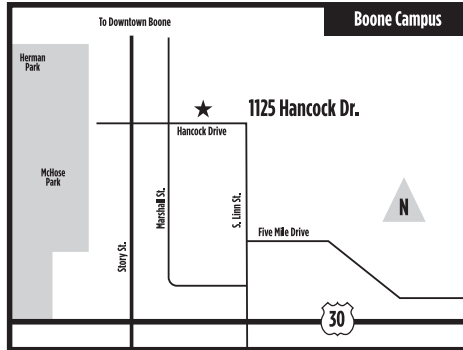 To Downtown Boone
Boone Campus
Herman
Park
1125 Hancock Dr.
Hancock Drive
McHose
Park
Marshall St.
S. Linn St.
N
Story St.
Five Mile Drive
30